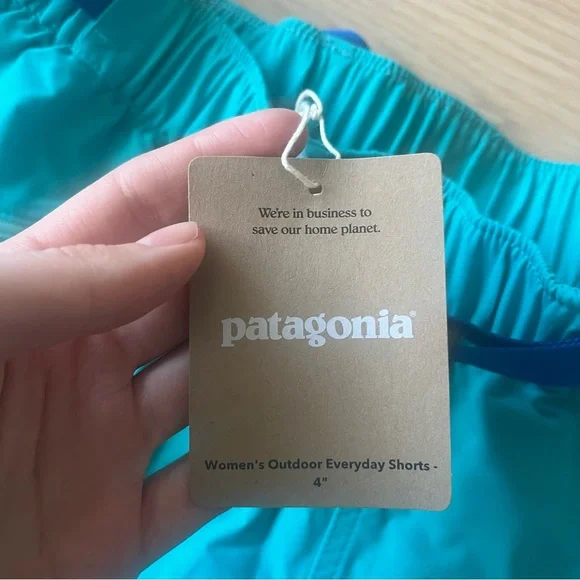 We're in business to
save our home planet.
patagonia®
Women's Outdoor Everyday Shorts -
4"